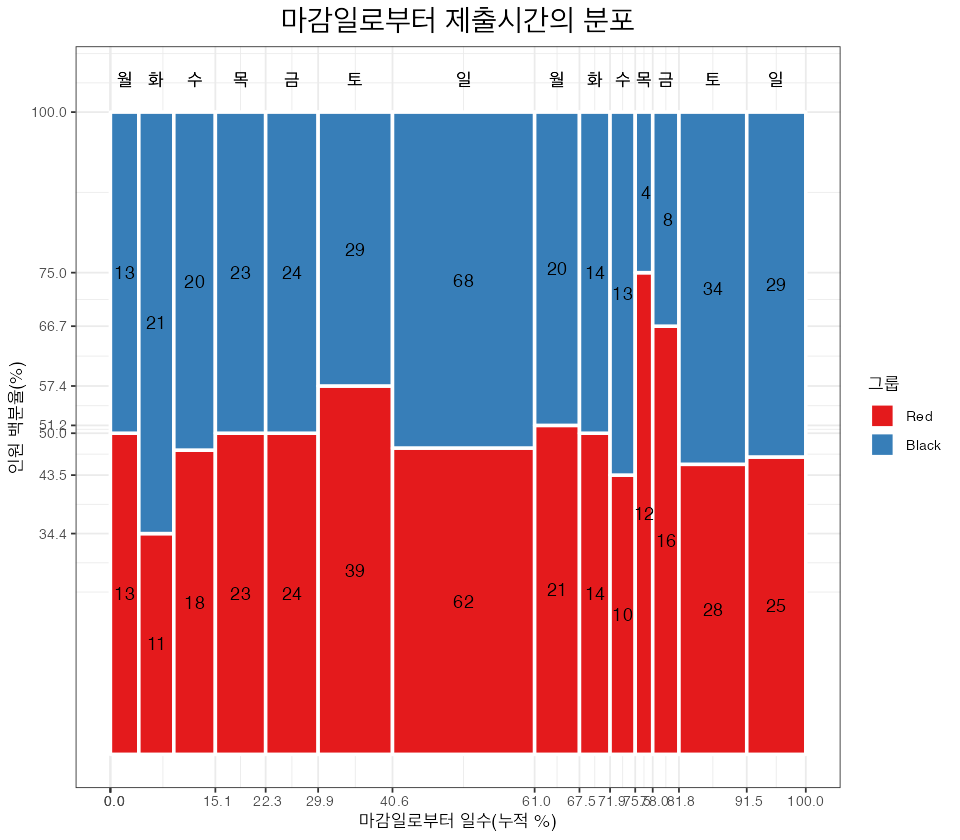 마감일로부터 제출시간의 분포
월 화 수 목 금 토 일 월 화 수 목 금 토 일
100.0
75.0
66.7
57.4
51.2
50.0
43.5
34.4
인원 백분율(%)
13 21 20 23 24 29 68 20 14 13 4 8 34 29
13 11 18 23 24 39 62 21 14 10 12 16 28 25
그룹
Red
Black
0.0 15.1 22.3 29.9 40.6 61.0 67.5 71.9 78.0 81.8 91.5 100.0
마감일로부터 일수(누적 %)